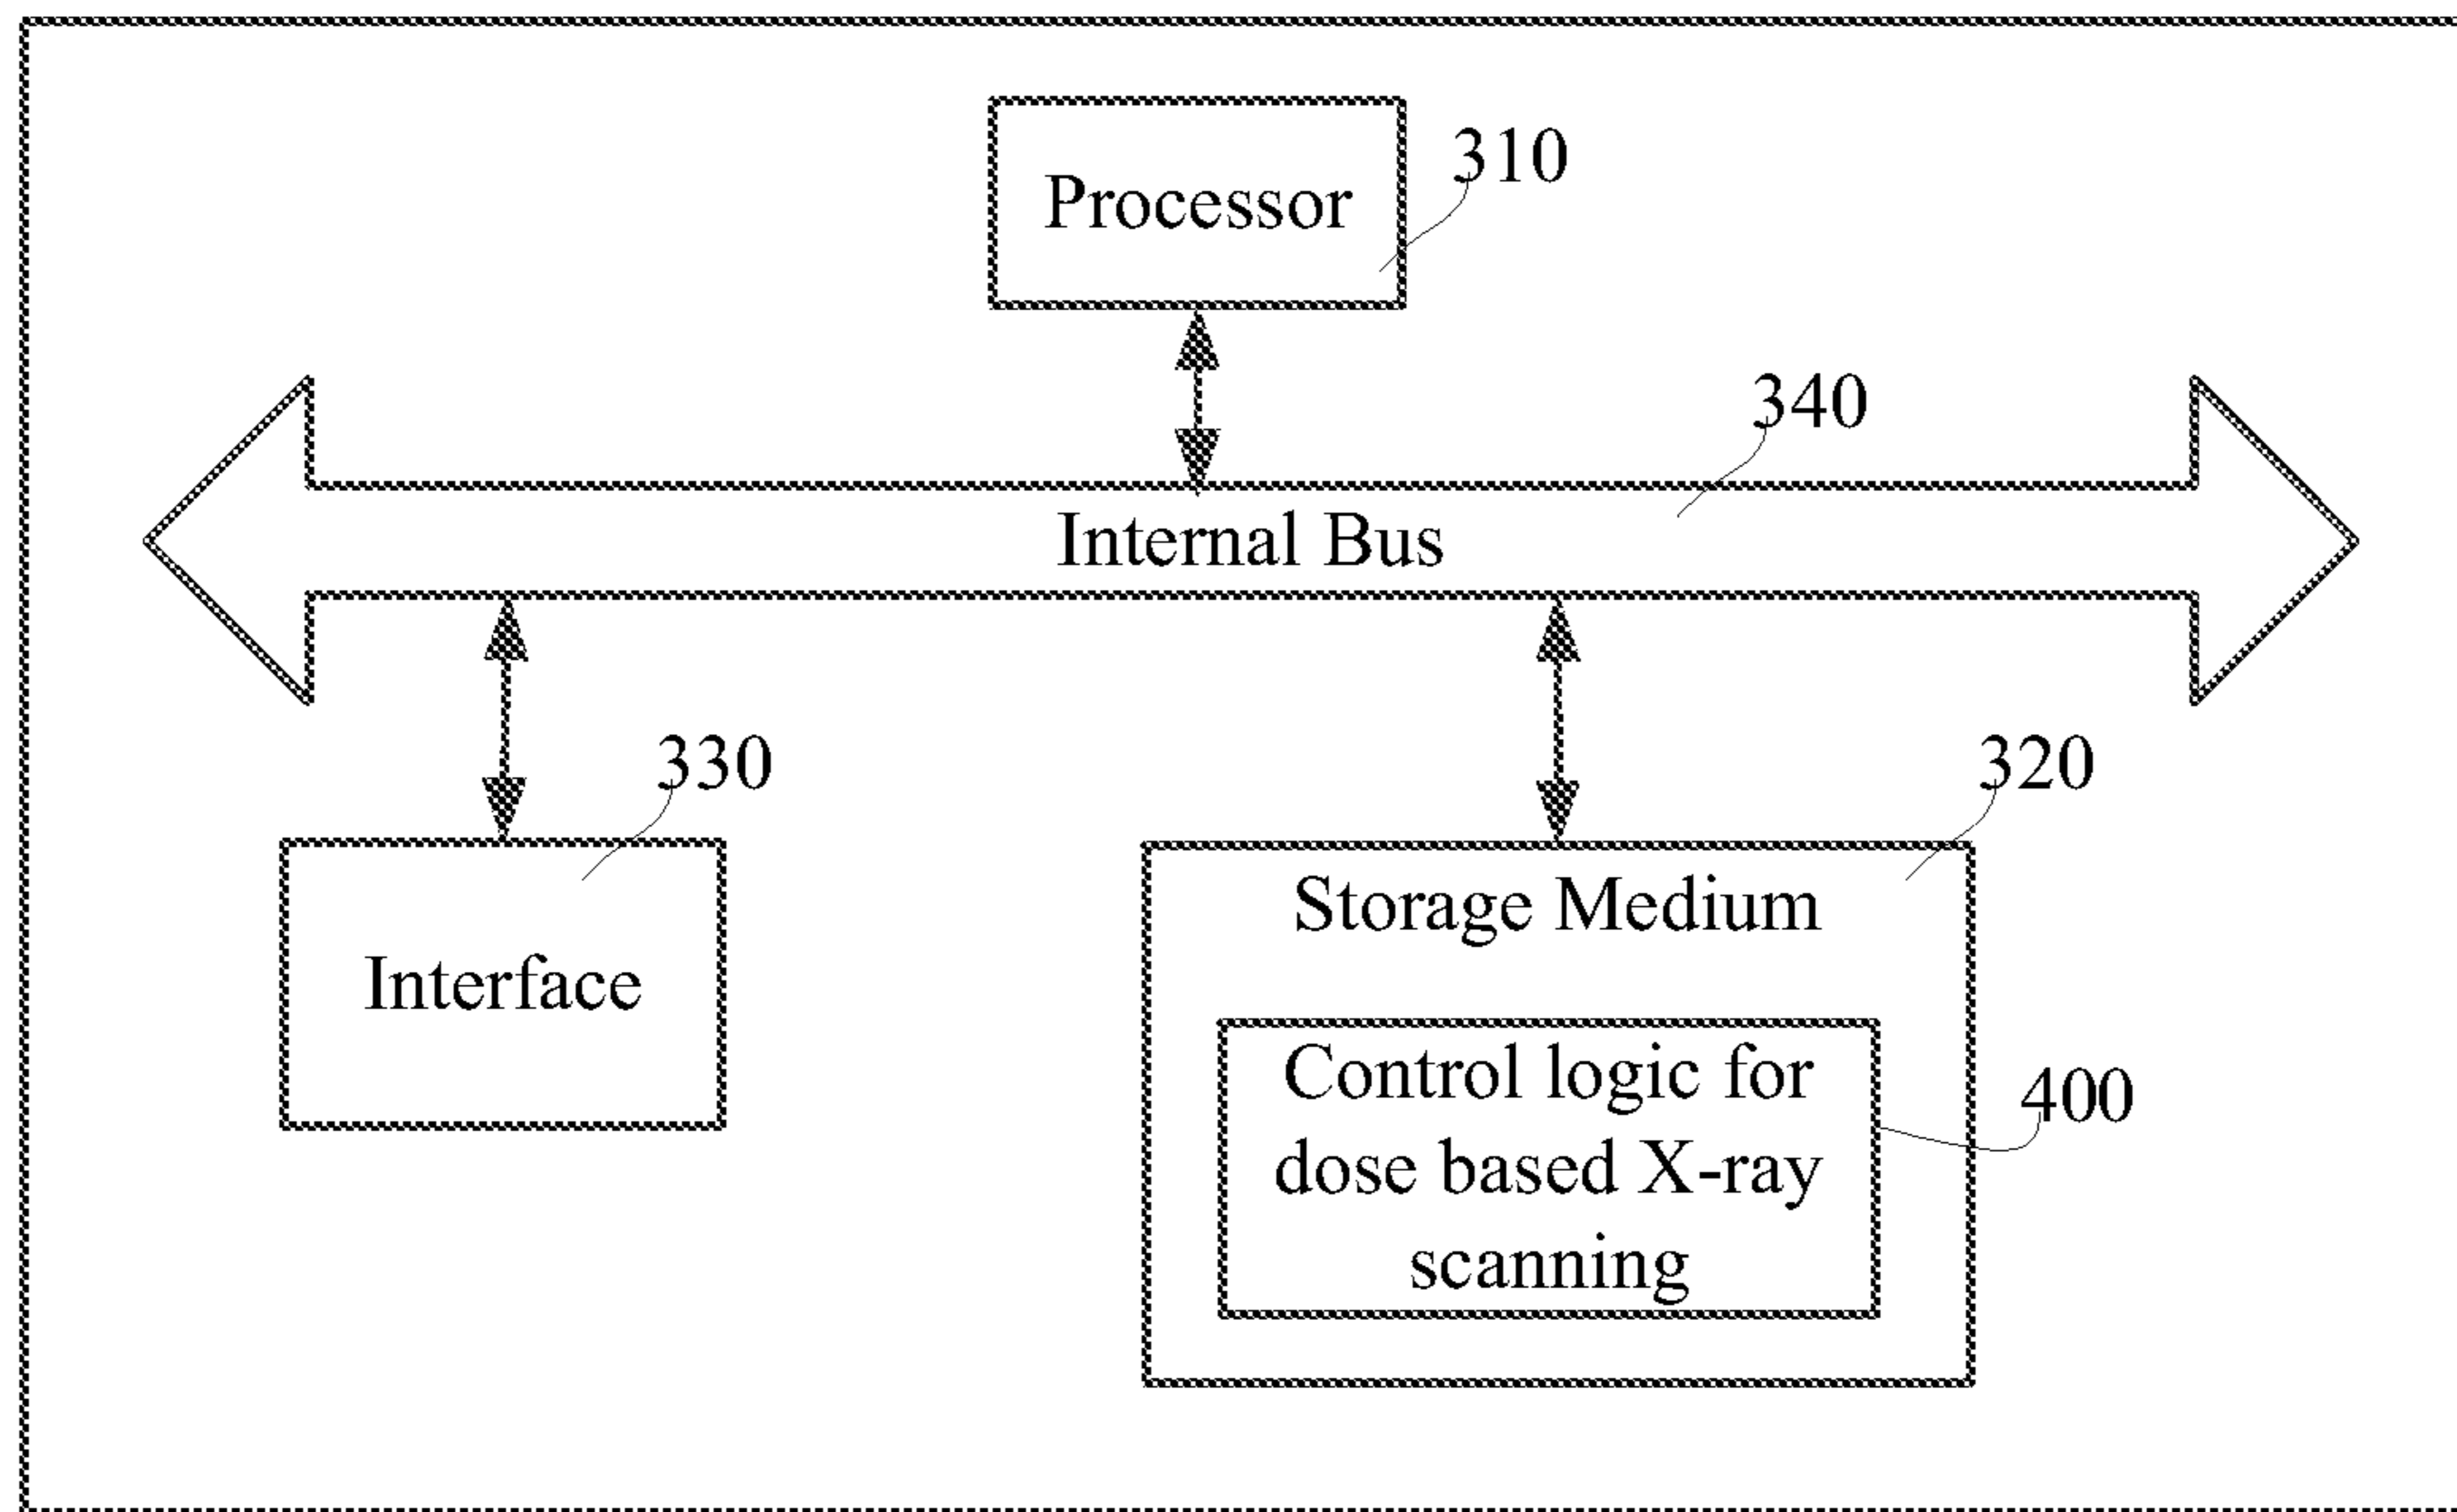 Processor
310
340
Internal Bus
330
320
Interface
Storage Medium
Control logic for
dose based X-ray
scanning
400